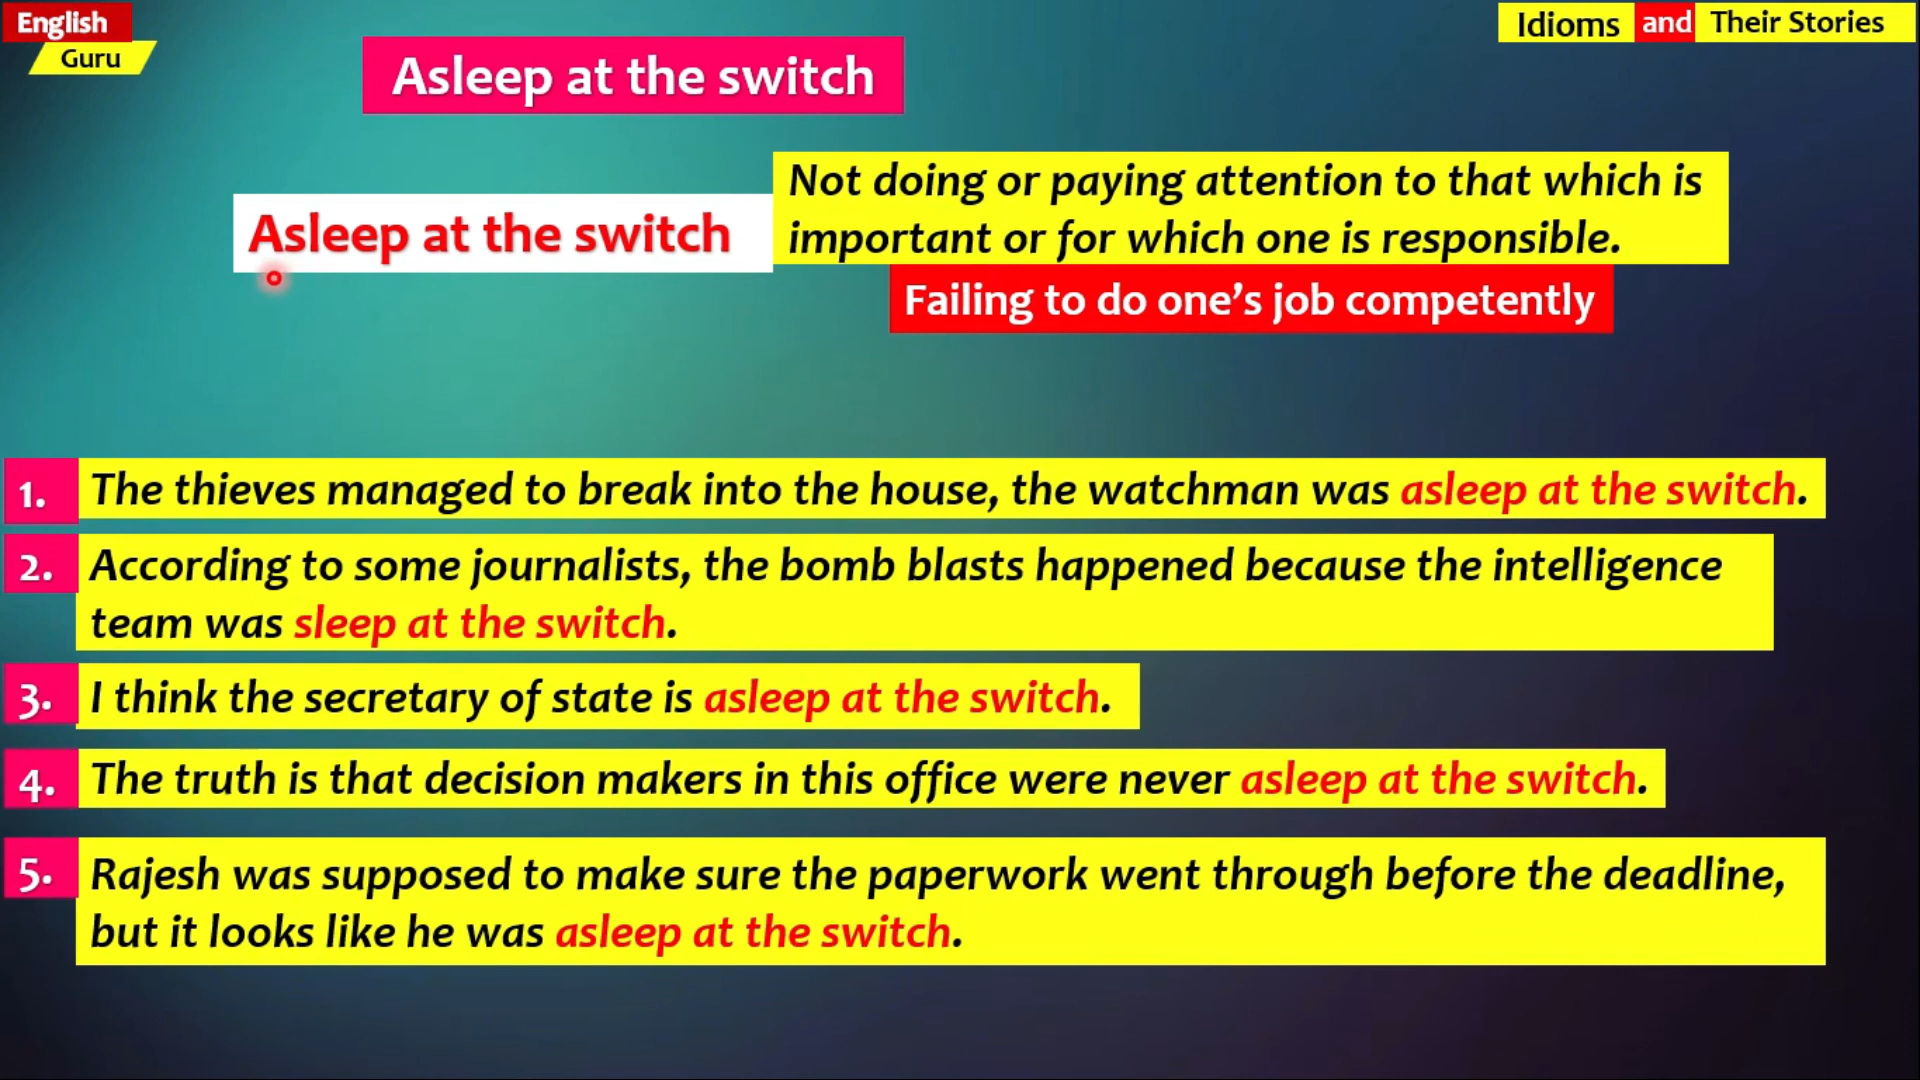 English
Guru
Idioms and Their Stories
Asleep at the switch
Asleep at the switch
Not doing or paying attention to that which is
important or for which one is responsible.
Failing to do one’s job competently
1. The thieves managed to break into the house, the watchman was asleep at the switch.
2. According to some journalists, the bomb blasts happened because the intelligence
team was sleep at the switch.
3. I think the secretary of state is asleep at the switch.
4. The truth is that decision makers in this office were never asleep at the switch.
5. Rajesh was supposed to make sure the paperwork went through before the deadline,
but it looks like he was asleep at the switch.